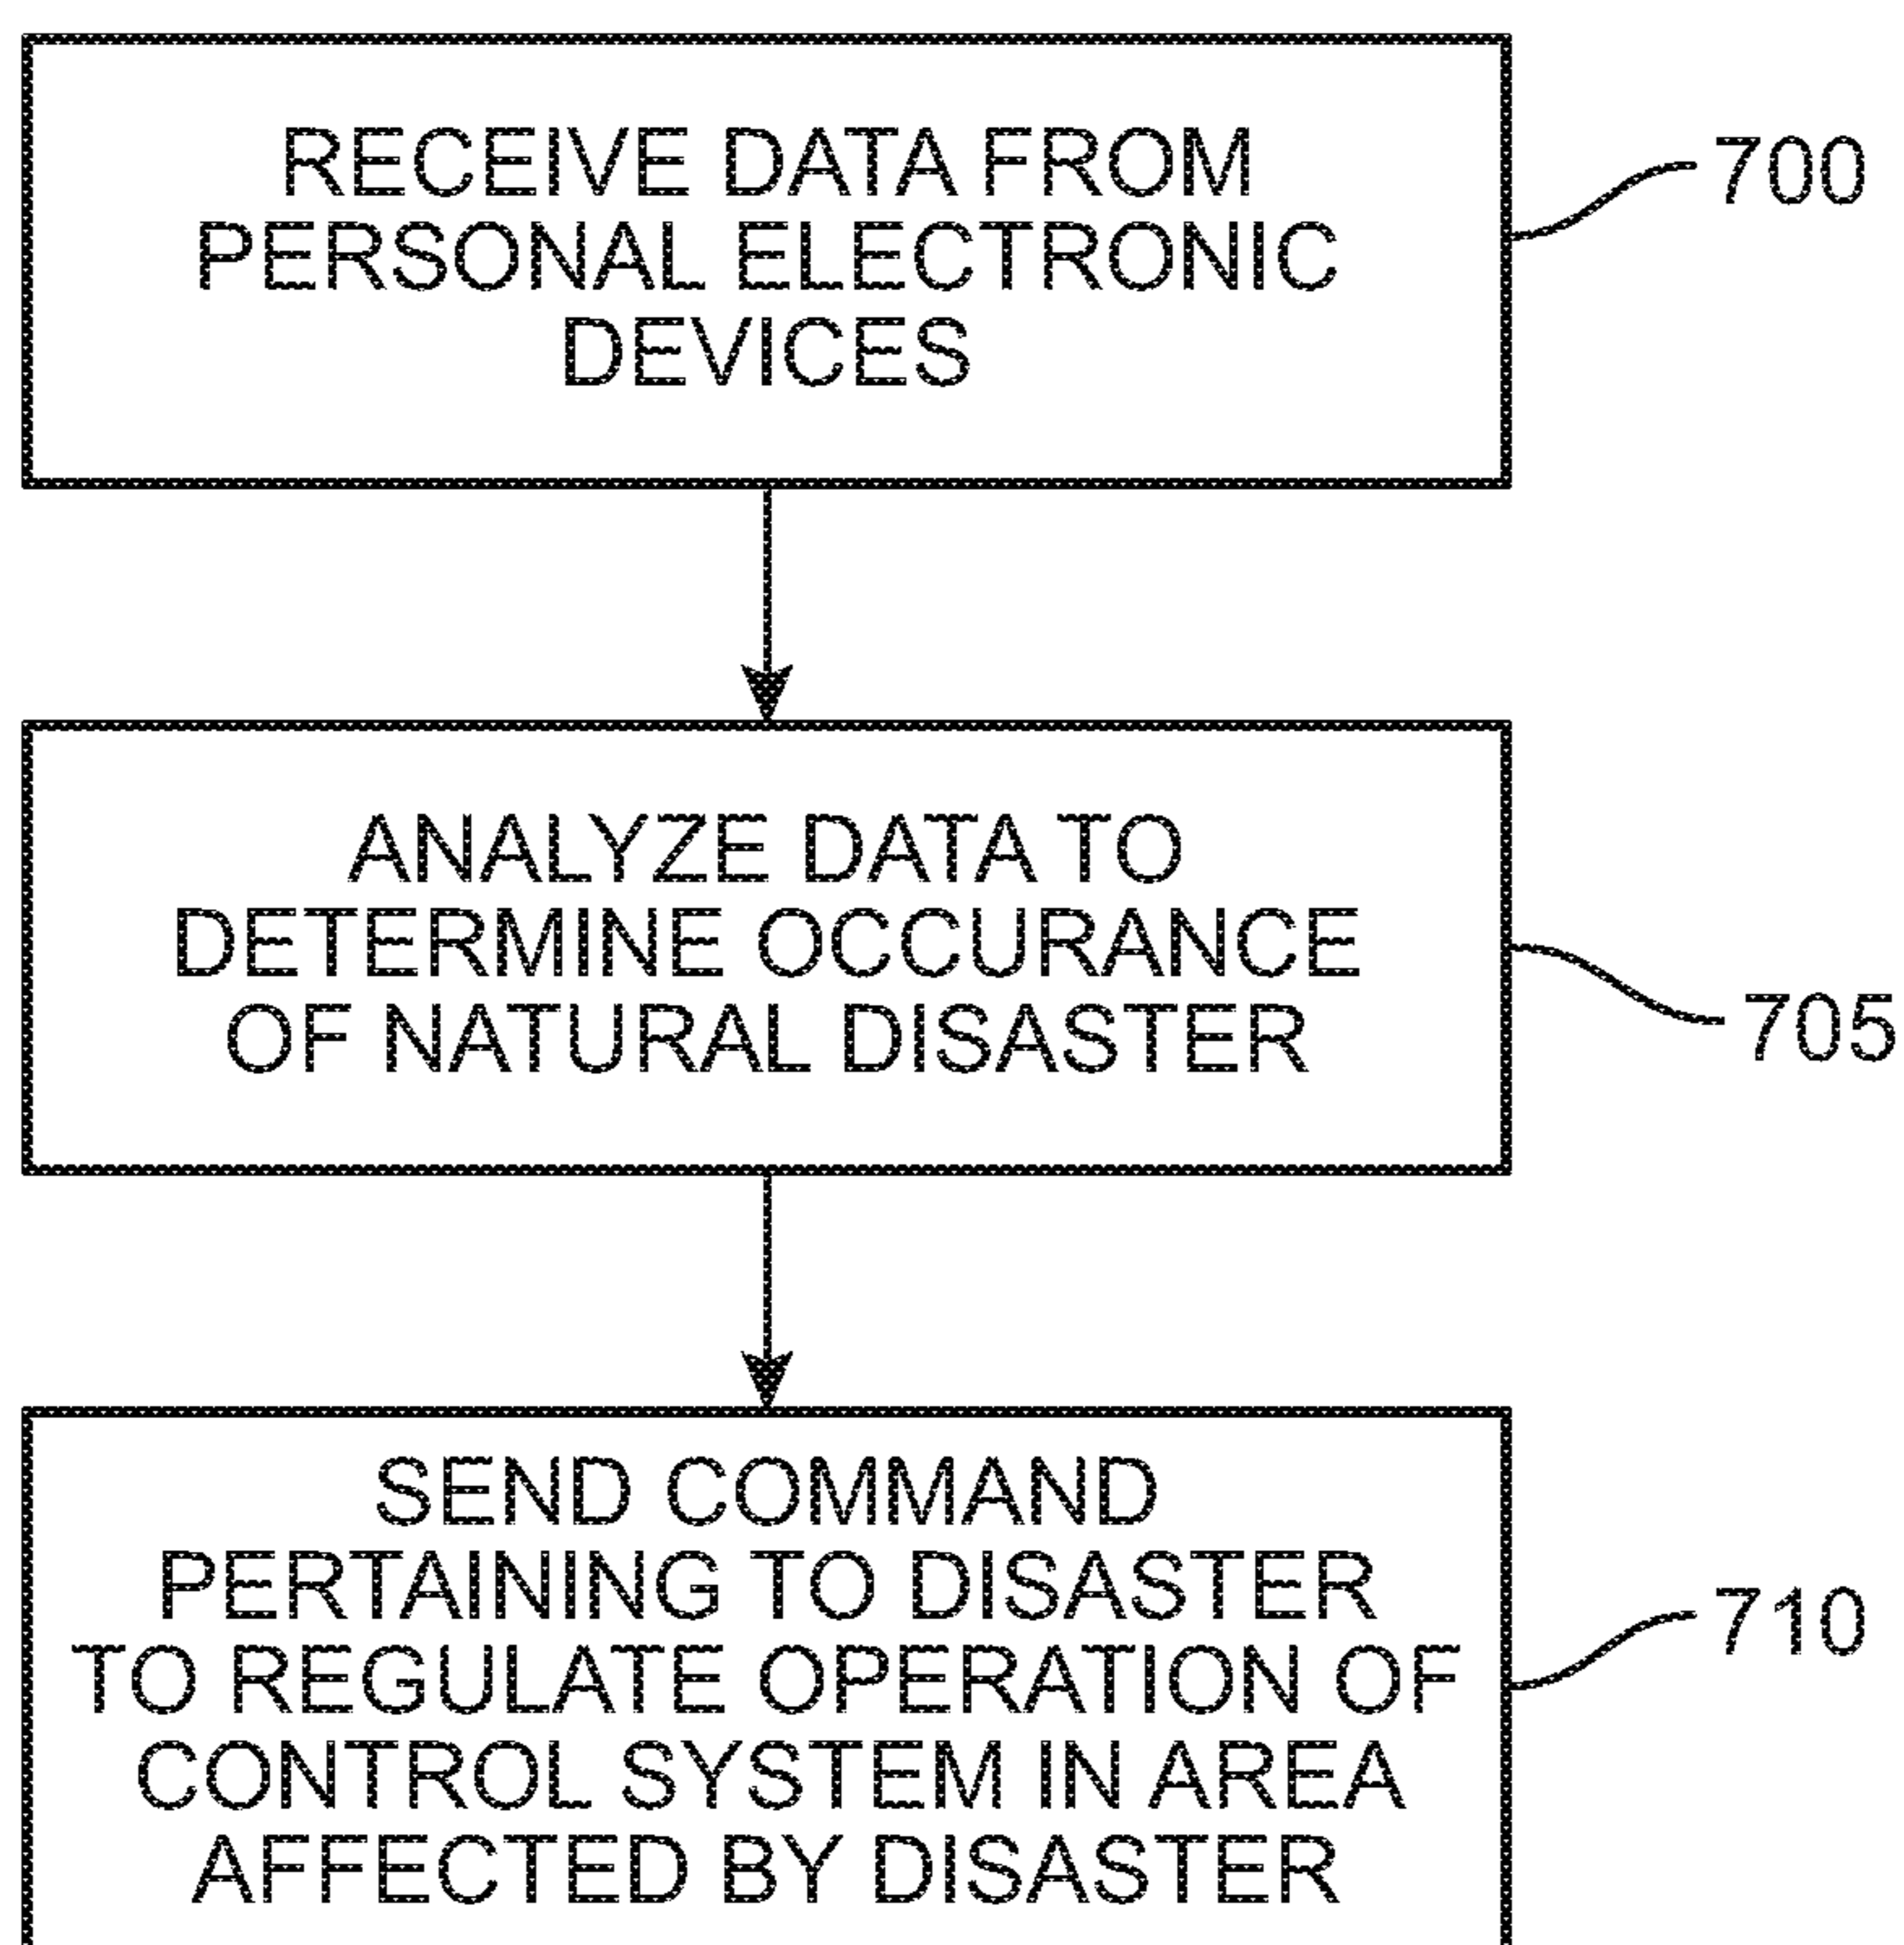 RECEIVE DATA FROM
PERSONAL ELECTRONIC
DEVICES
700
ANALYZE DATA TO
DETERMINE OCCURANCE
OF NATURAL DISASTER
705
SEND COMMAND
PERTAINING TO DISASTER
TO REGULATE OPERATION OF
CONTROL SYSTEM IN AREA
AFFECTED BY DISASTER
710